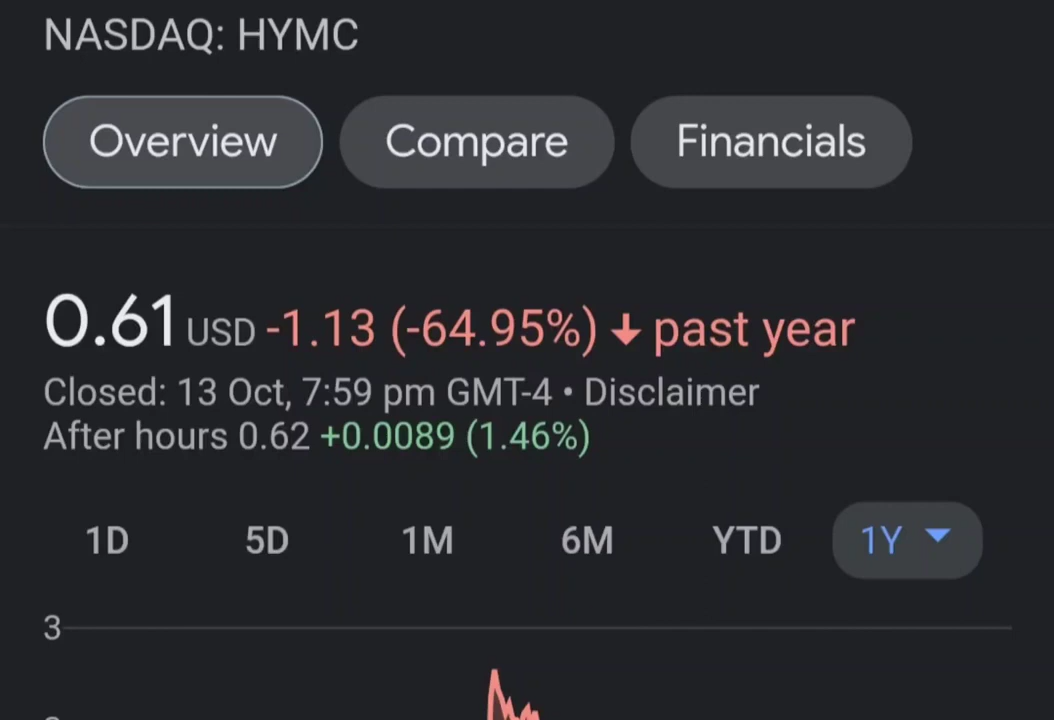 NASDAQ: HYMC
Overview Compare Financials
0.61 USD -1.13 (-64.95%) ↓ past year
Closed: 13 Oct, 7:59 pm GMT-4 • Disclaimer
After hours 0.62 +0.0089 (1.46%)
1D 5D 1M 6M YTD 1Y
3